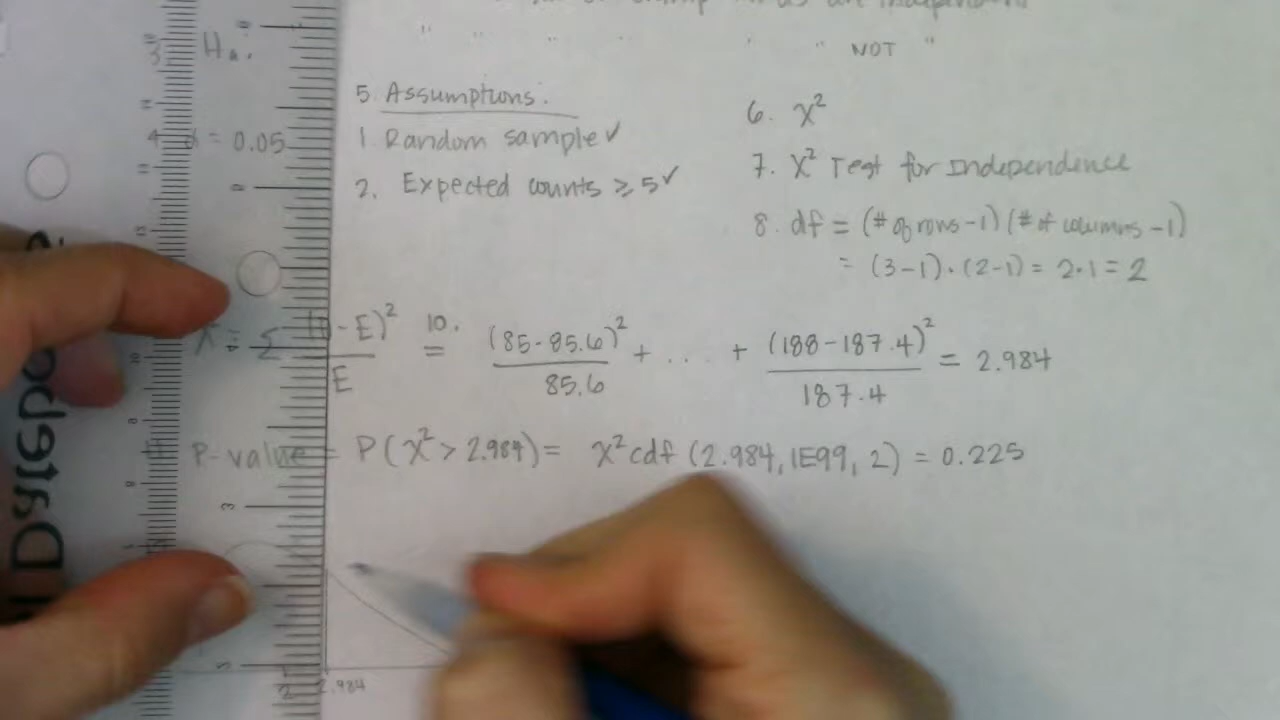 " " " " " " NOT "
Hₐ:
= 0.05
5. Assumptions:
1. Random sample ✓
2. Expected counts ≥ 5 ✓
6. χ²
7. χ² Test for Independence
8. df = (# of rows - 1) (# of columns - 1)
= (3-1)·(2-1) = 2·1 = 2
Σ (O - E)² / E 10. = (85-85.6)² / 85.6 + ... + (188-187.4)² / 187.4 = 2.984
P-value = P(χ² > 2.984) = χ²cdf (2.984, 1E99, 2) = 0.225
2 2.984